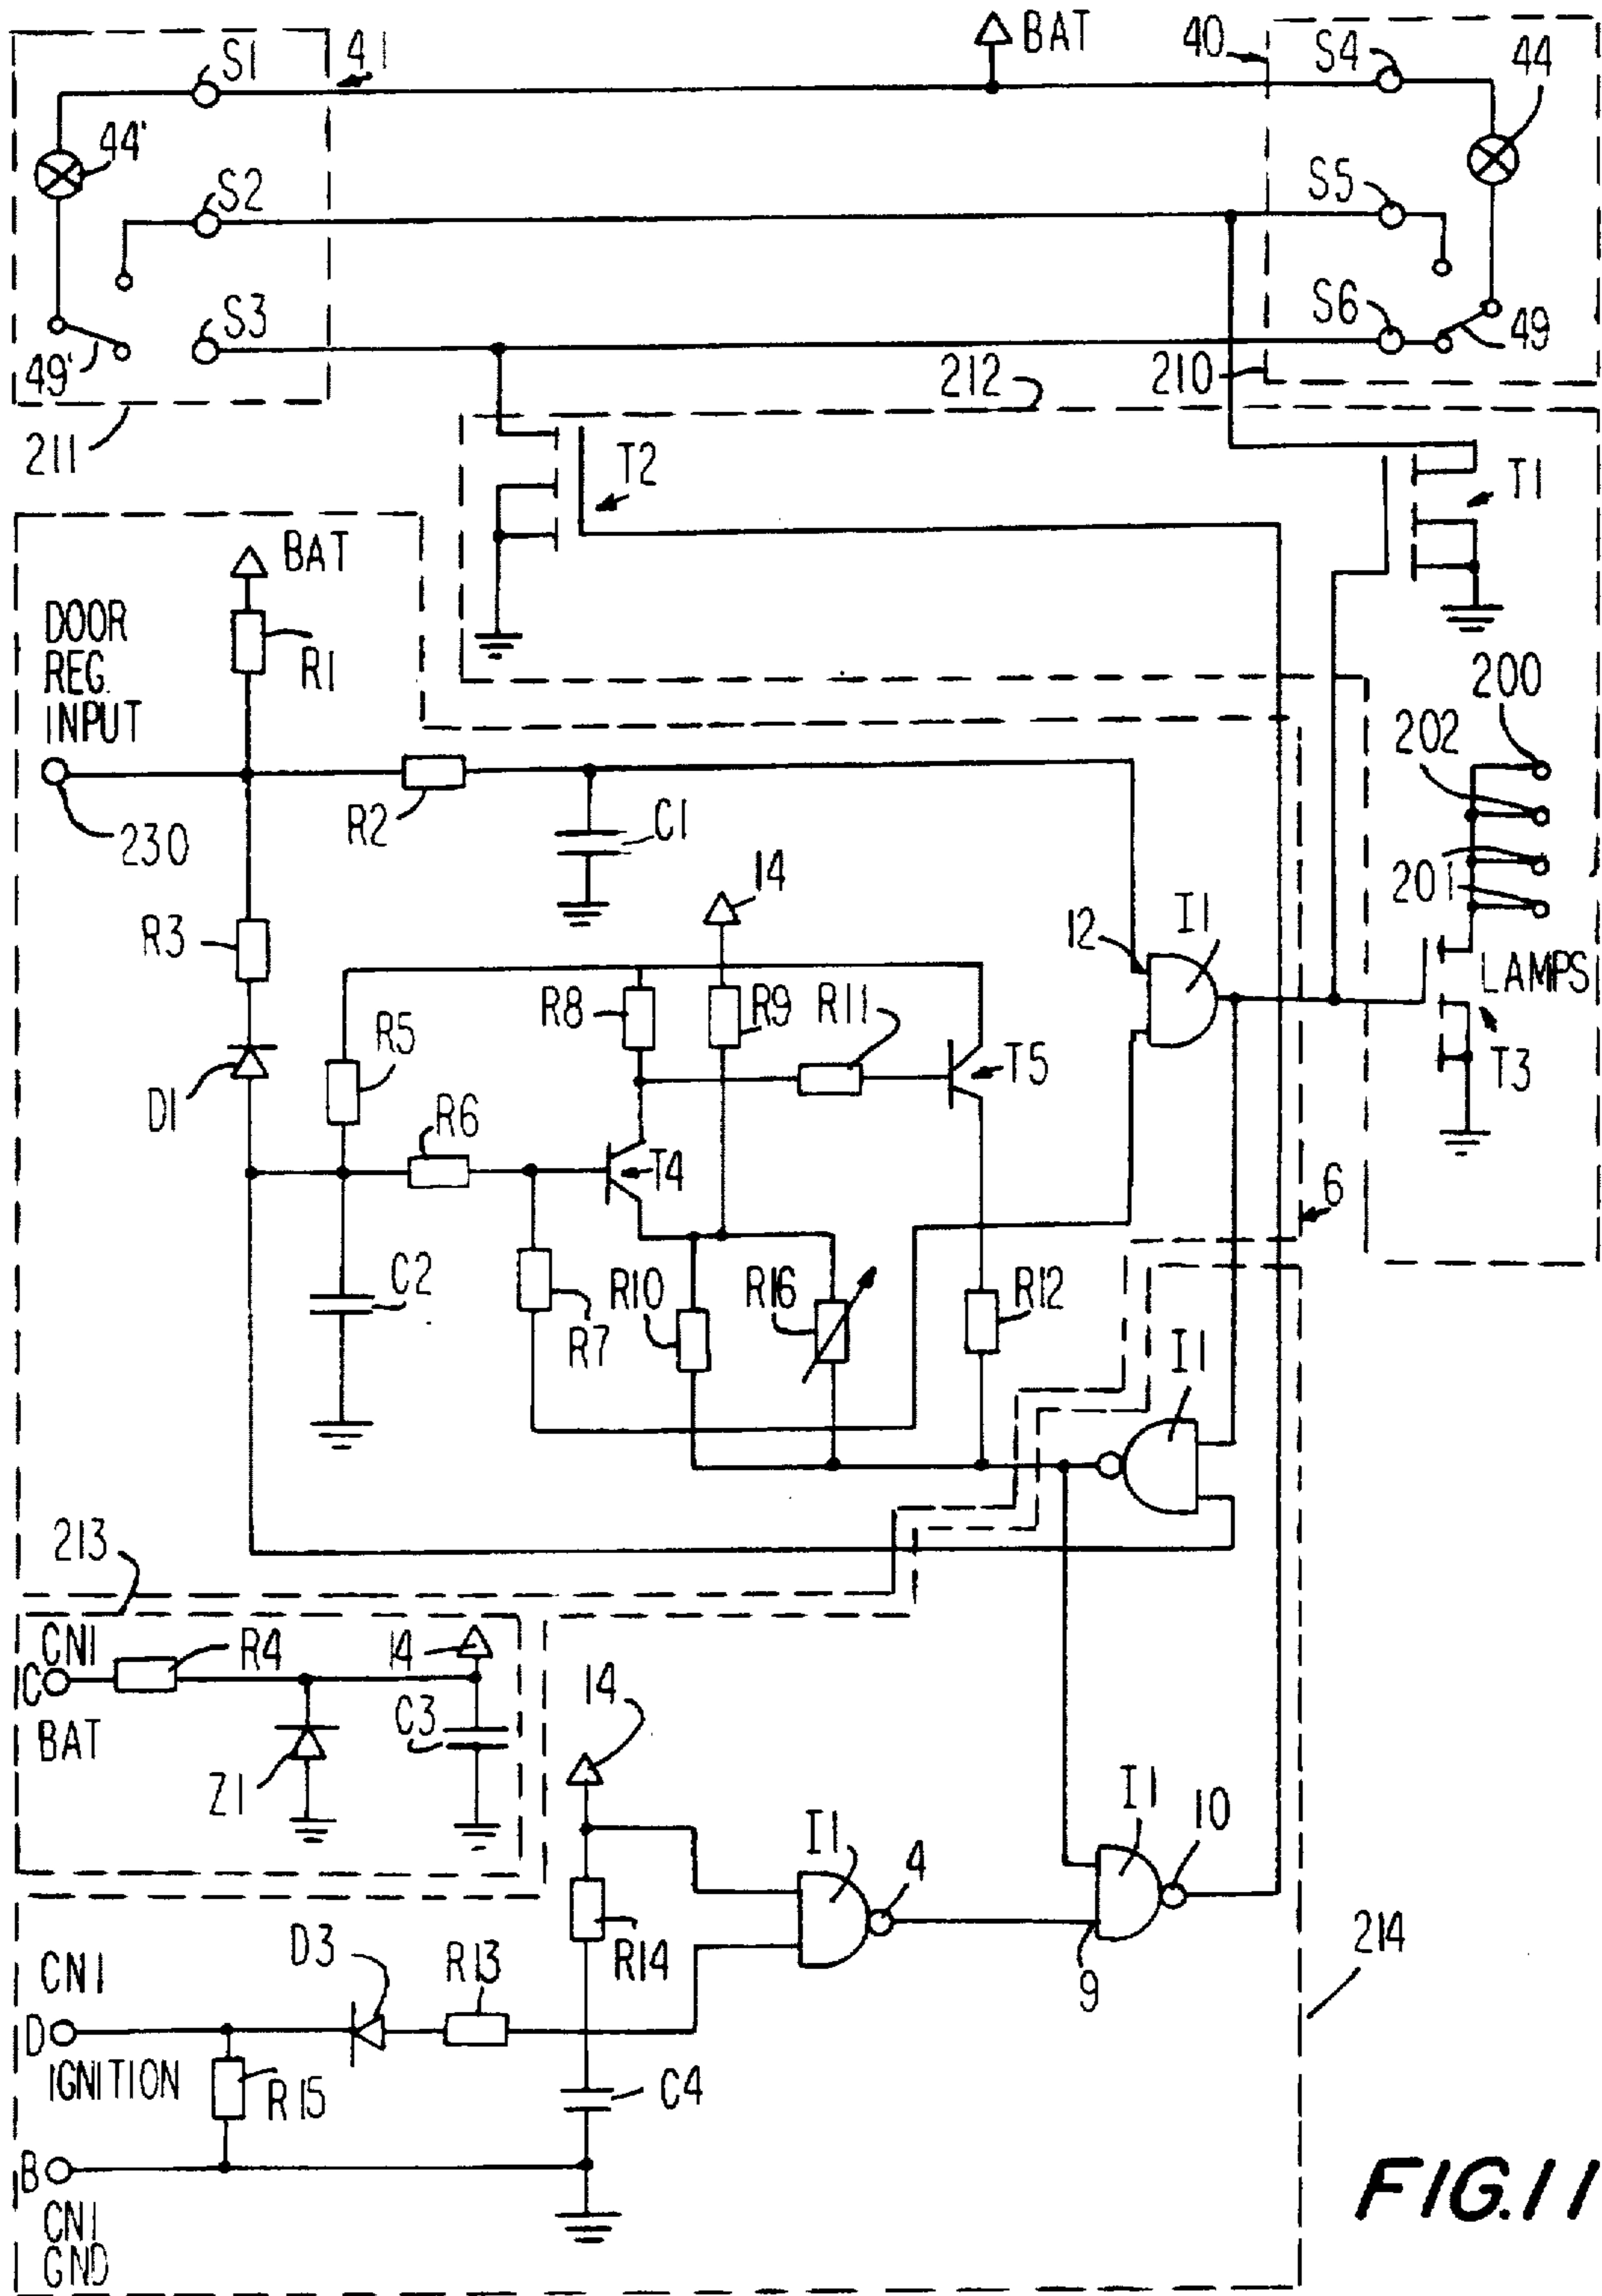 S1
41
BAT
40
S4
44
44'
S2
S5
S3
S6
49'
49
212
210
211
T2
T1
BAT
DOOR
REG.
INPUT
R1
200
202
R2
C1
230
14
201
R3
12
I1
LAMPS
R8
R9
R11
R5
T5
T3
D1
R6
T4
6
C2
R10
R16
R12
R7
I1
213
CN1
R4
14
C
14
BAT
C3
Z1
I1
I1
10
4
214
D3
R13
R14
9
CN1
D
IGNITION
R15
C4
B
CN1
GND
FIG.11